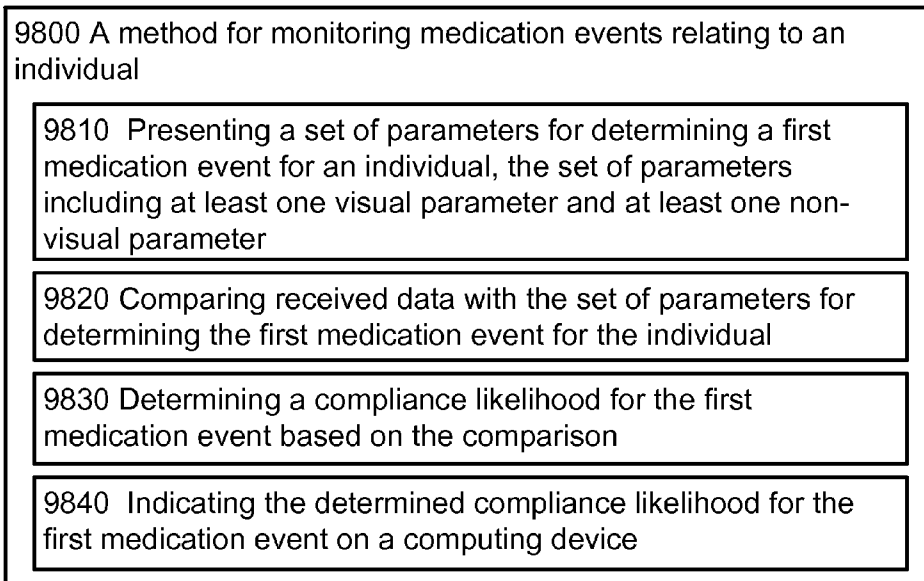 9800 A method for monitoring medication events relating to an
individual
9810 Presenting a set of parameters for determining a first
medication event for an individual, the set of parameters
including at least one visual parameter and at least one non-
visual parameter
9820 Comparing received data with the set of parameters for
determining the first medication event for the individual
9830 Determining a compliance likelihood for the first
medication event based on the comparison
9840 Indicating the determined compliance likelihood for the
first medication event on a computing device